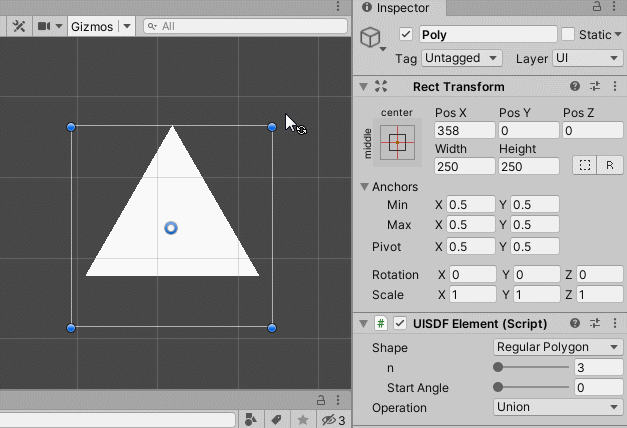 Gizmos
All
3
Inspector
Poly
Static
Tag Untagged Layer UI
Rect Transform
center
middle
Pos X Pos Y Pos Z
358 0 0
Width Height
250 250
R
Anchors
Min X 0.5 Y 0.5
Max X 0.5 Y 0.5
Pivot X 0.5 Y 0.5
Rotation X 0 Y 0 Z 0
Scale X 1 Y 1 Z 1
# UISDF Element (Script)
Shape Regular Polygon
n 3
Start Angle 0
Operation Union